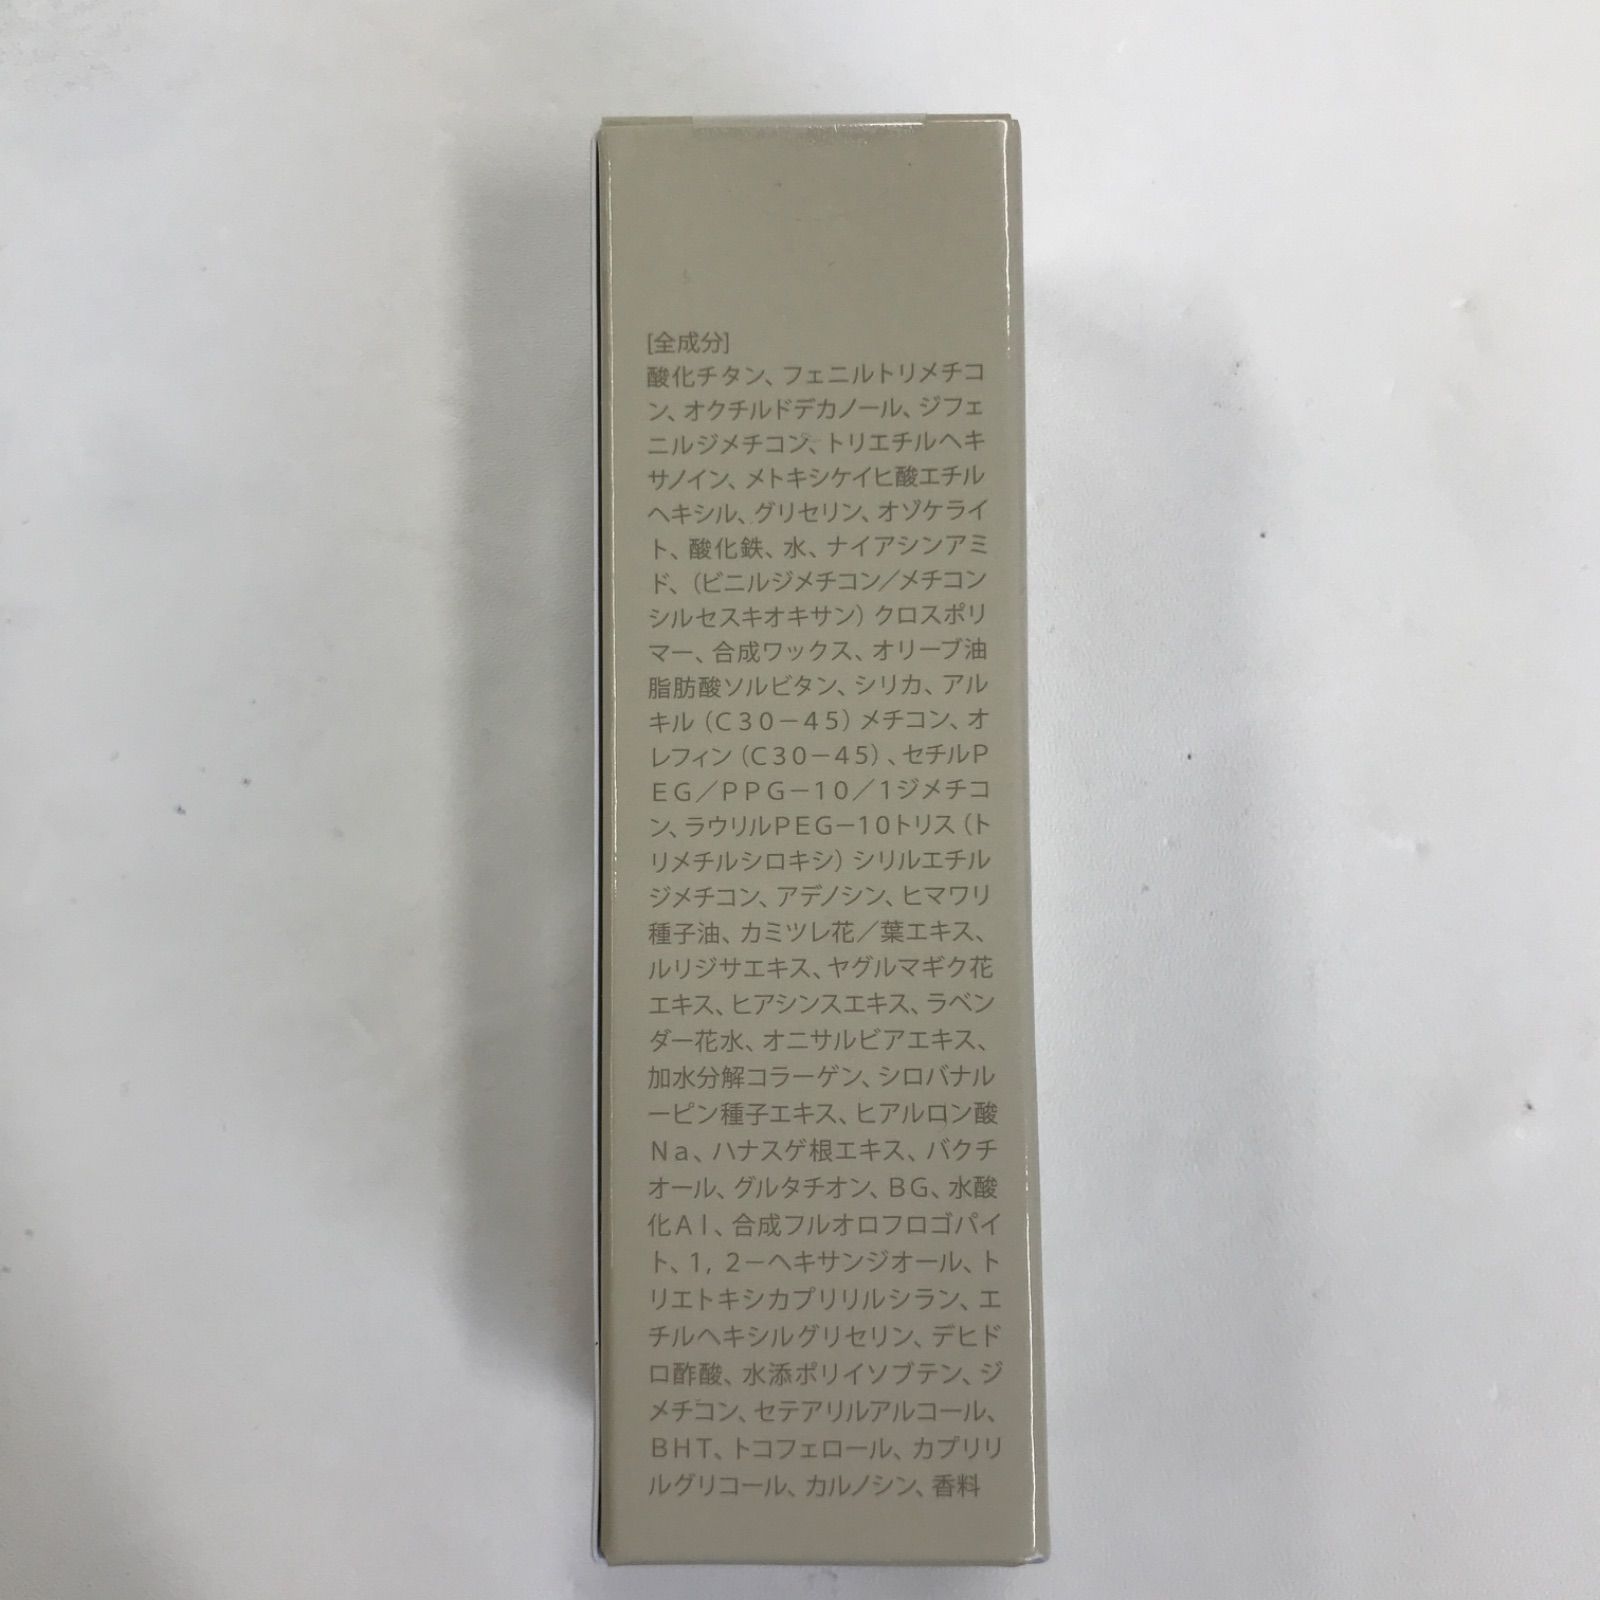 [全成分]
酸化チタン、フェニルトリメチコ
ン、オクチルドデカノール、ジフェ
ニルジメチコン、トリエチルヘキ
サノイン、メトキシケイヒ酸エチル
ヘキシル、グリセリン、オゾケライ
ト、酸化鉄、水、ナイアシンアミ
ド、（ビニルジメチコン／メチコン
シルセスキオキサン）クロスポリ
マー、合成ワックス、オリーブ油
脂肪酸ソルビタン、シリカ、アル
キル（Ｃ３０－４５）メチコン、オ
レフィン（Ｃ３０－４５）、セチルＰ
ＥＧ／ＰＰＧ－１０／１ジメチコ
ン、ラウリルＰＥＧ－１０トリス（ト
リメチルシロキシ）シリルエチル
ジメチコン、アデノシン、ヒマワリ
種子油、カミツレ花／葉エキス、
ルリジサエキス、ヤグルマギク花
エキス、ヒアシンスエキス、ラベン
ダー花水、オニサルビアエキス、
加水分解コラーゲン、シロバナル
ーピン種子エキス、ヒアルロン酸
Ｎａ、ハナスゲ根エキス、バクチ
オール、グルタチオン、ＢＧ、水酸
化ＡＩ、合成フルオロフロゴパイ
ト、１，２－ヘキサンジオール、ト
リエトキシカプリリルシラン、エ
チルヘキシルグリセリン、デヒド
ロ酢酸、水添ポリイソブテン、ジ
メチコン、セテアリルアルコール、
ＢＨＴ、トコフェロール、カプリリ
ルグリコール、カルノシン、香料